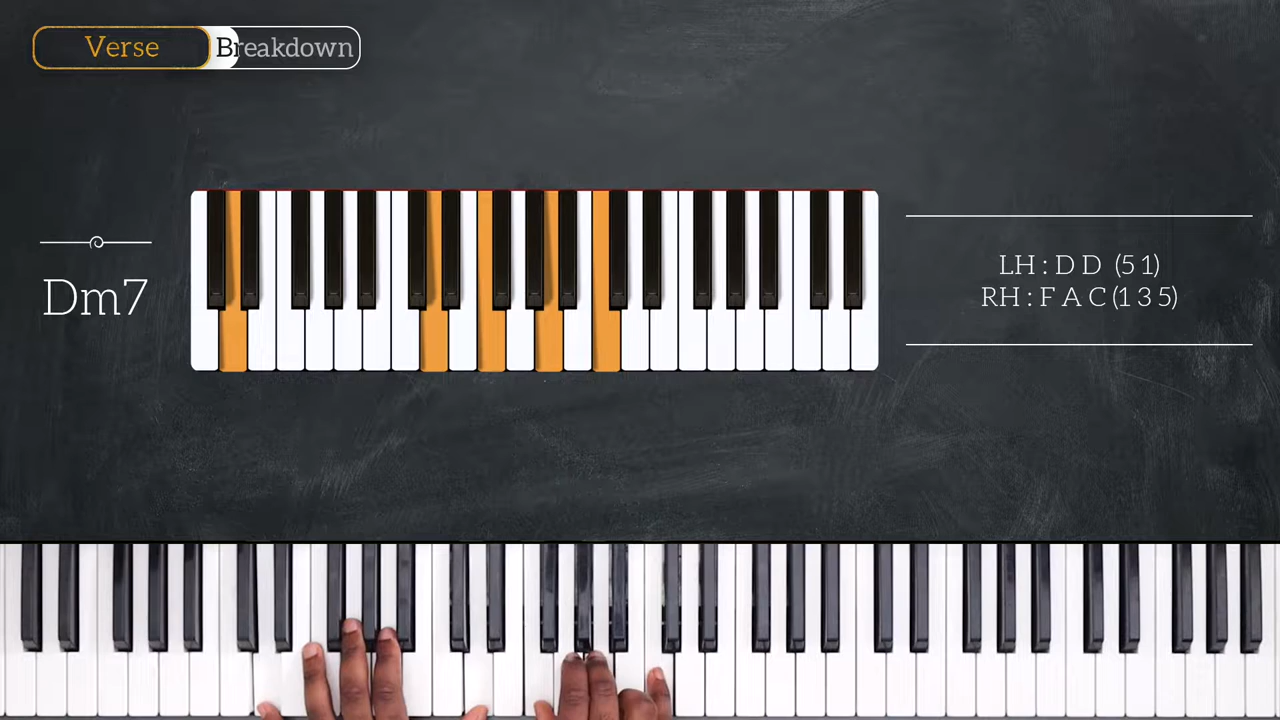 Verse Breakdown
Dm7
LH : D D (5 1)
RH : F A C (1 3 5)